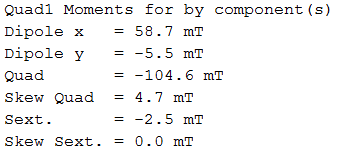 Quad1 Moments for by component(s)
Dipole x = 58.7 mT
Dipole y = -5.5 mT
Quad = -104.6 mT
Skew Quad = 4.7 mT
Sext. = -2.5 mT
Skew Sext. = 0.0 mT